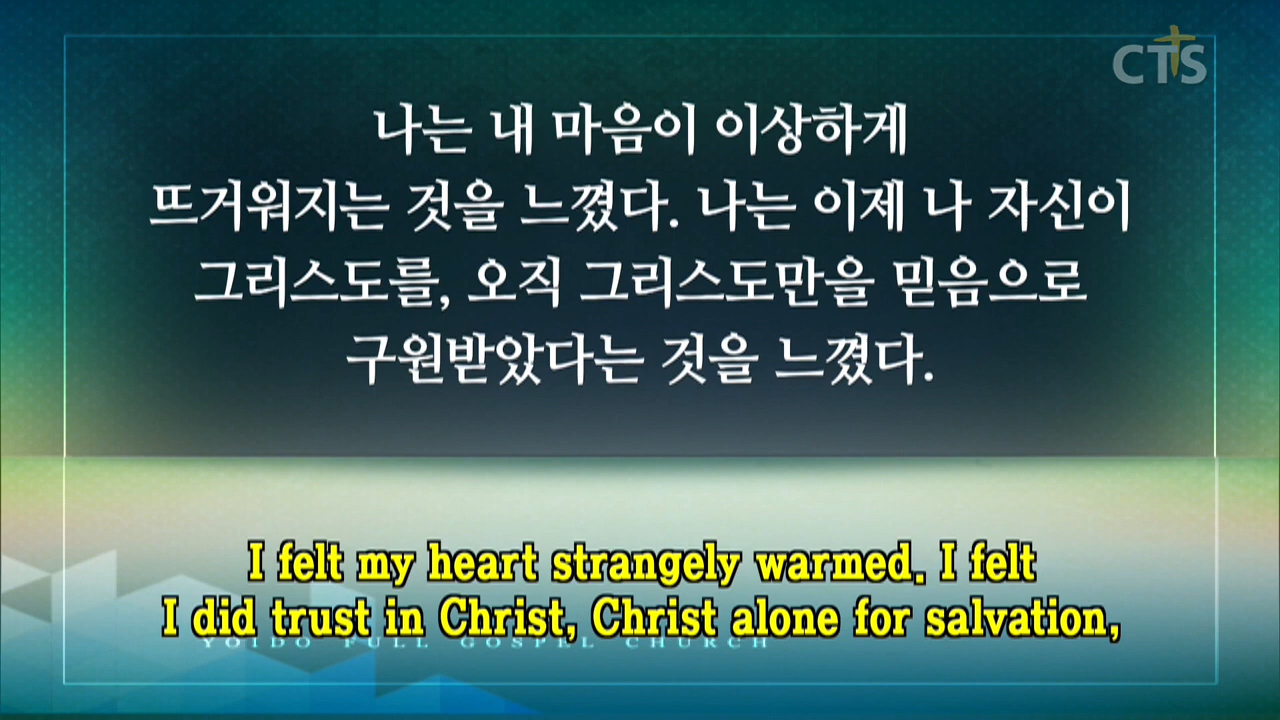 CTS
나는 내 마음이 이상하게
뜨거워지는 것을 느꼈다. 나는 이제 나 자신이
그리스도를, 오직 그리스도만을 믿음으로
구원받았다는 것을 느꼈다.
I felt my heart strangely warmed. I felt
I did trust in Christ, Christ alone for salvation,
YOIDO FULL GOSPEL CHURCH